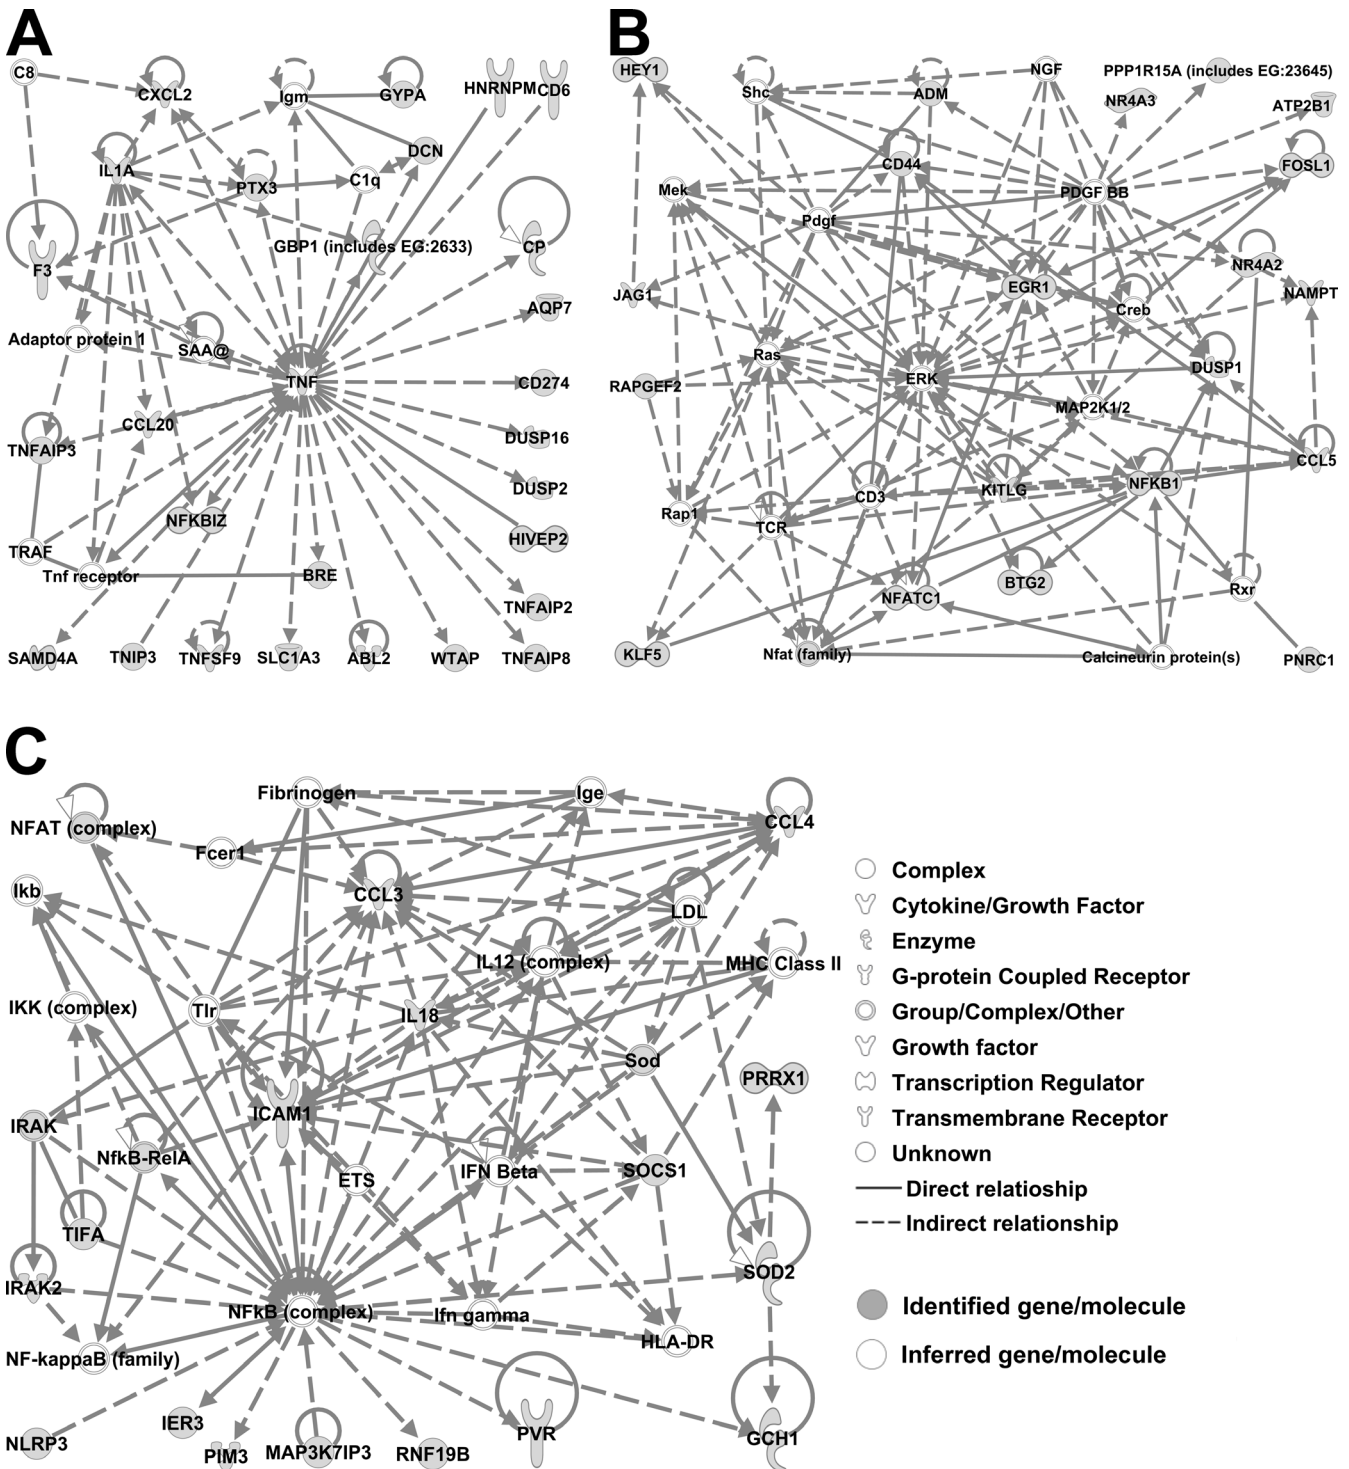 A
C8
CXCL2
Igm
GYPA
HNRNPM
CD6
DCN
IL1A
PTX3
C1q
GBP1 (includes EG:2633)
CP
F3
AQP7
Adaptor protein 1
SAA@
TNF
CD274
CCL20
DUSP16
TNFAIP3
DUSP2
NFKBIZ
HIVEP2
TRAF
Tnf receptor
BRE
TNFAIP2
SAMD4A
TNIP3
TNFSF9
SLC1A3
ABL2
WTAP
TNFAIP8
B
HEY1
Shc
ADM
NGF
PPP1R15A (includes EG:23645)
NR4A3
ATP2B1
CD44
FOSL1
Mek
PDGF BB
Pdgf
NR4A2
JAG1
EGR1
NAMPT
Creb
Ras
RAPGEF2
ERK
DUSP1
MAP2K1/2
CCL5
Rap1
TCR
CD3
KITLG
NFKB1
BTG2
NFATC1
Rxr
KLF5
Nfat (family)
Calcineurin protein(s)
PNRC1
C
Fibrinogen
Ige
NFAT (complex)
CCL4
Fcer1
Ikb
CCL3
LDL
IL12 (complex)
MHC Class II
IKK (complex)
Tlr
IL18
Sod
PRRX1
IRAK
ICAM1
NfkB-RelA
ETS
IFN Beta
SOCS1
TIFA
IRAK2
SOD2
NFkB (complex)
Ifn gamma
HLA-DR
NF-kappaB (family)
NLRP3
IER3
PIM3
MAP3K7IP3
RNF19B
PVR
GCH1
Complex
Cytokine/Growth Factor
Enzyme
G-protein Coupled Receptor
Group/Complex/Other
Growth factor
Transcription Regulator
Transmembrane Receptor
Unknown
Direct relatioship
Indirect relationship
Identified gene/molecule
Inferred gene/molecule